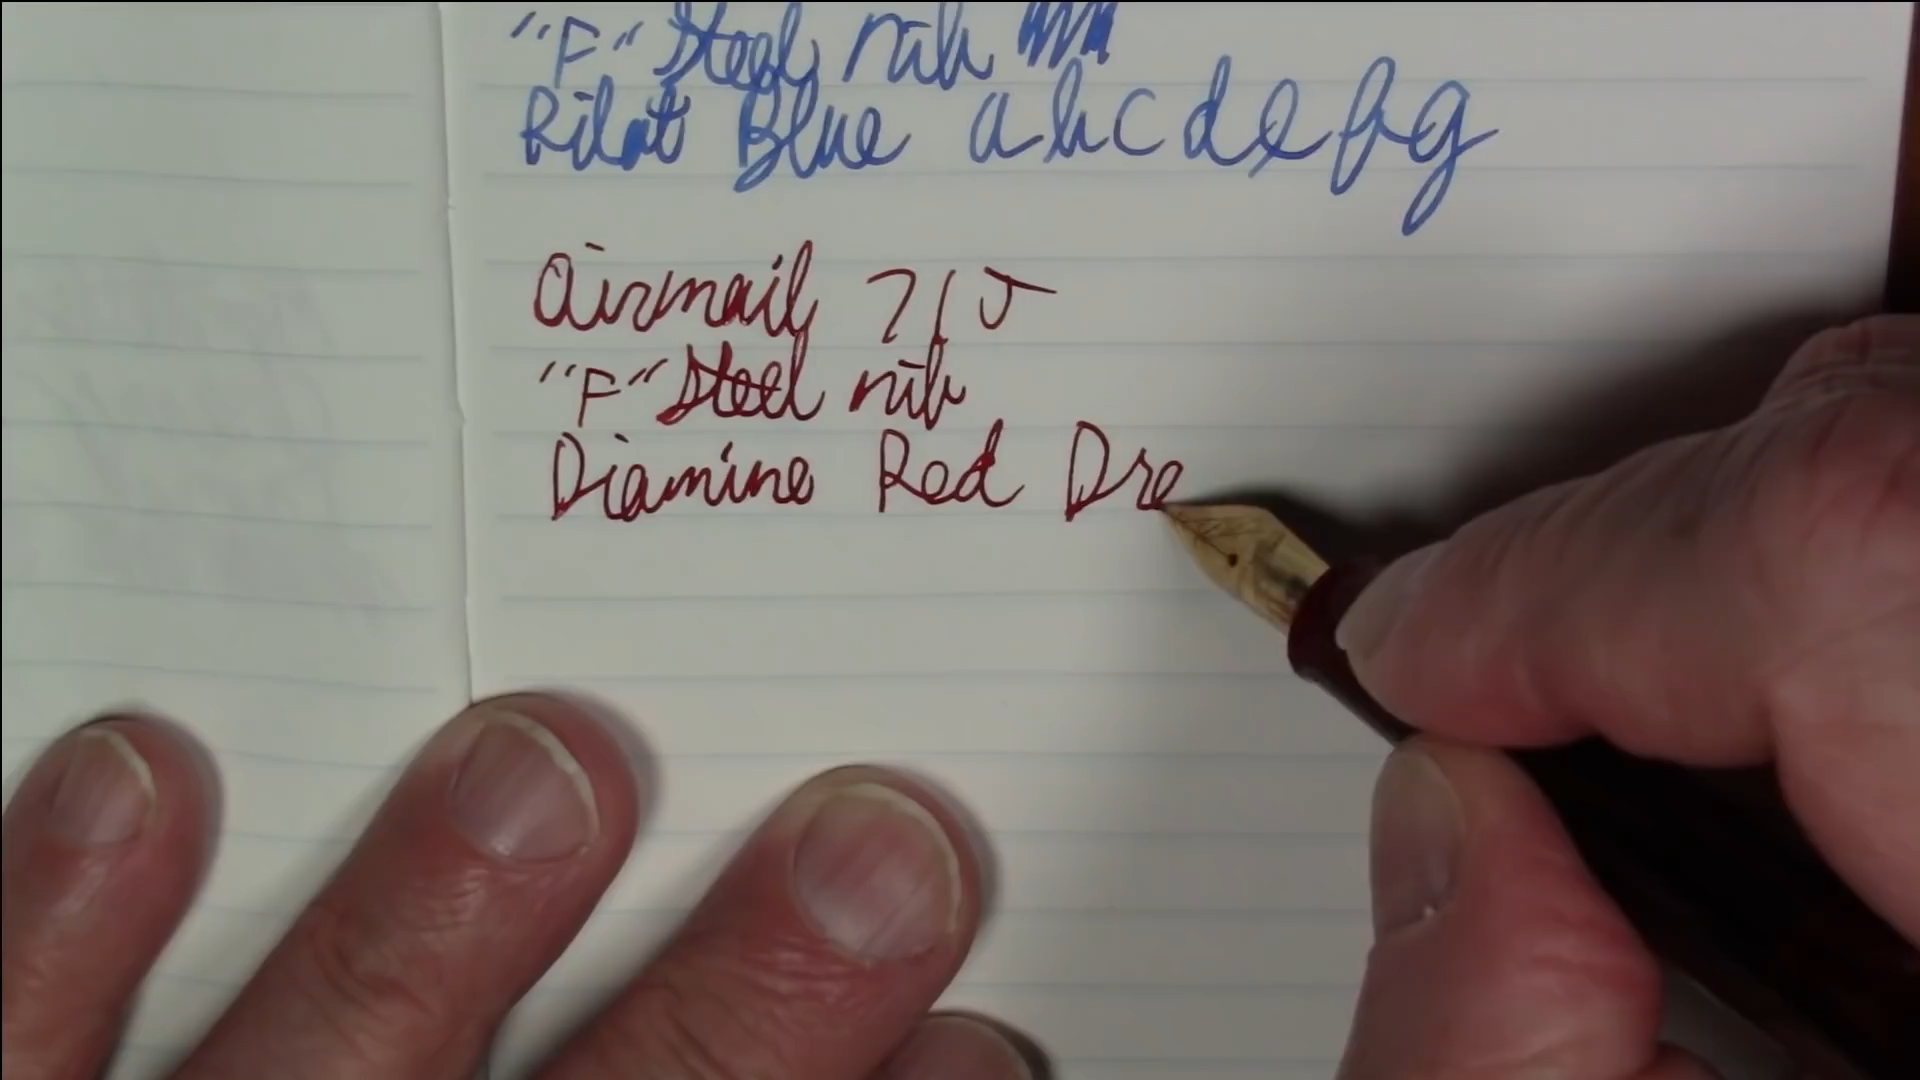 "F" Steel nib
Pilot Blue abcdefg
Airmail 71J
"F" Steel nib
Diamine Red Dre